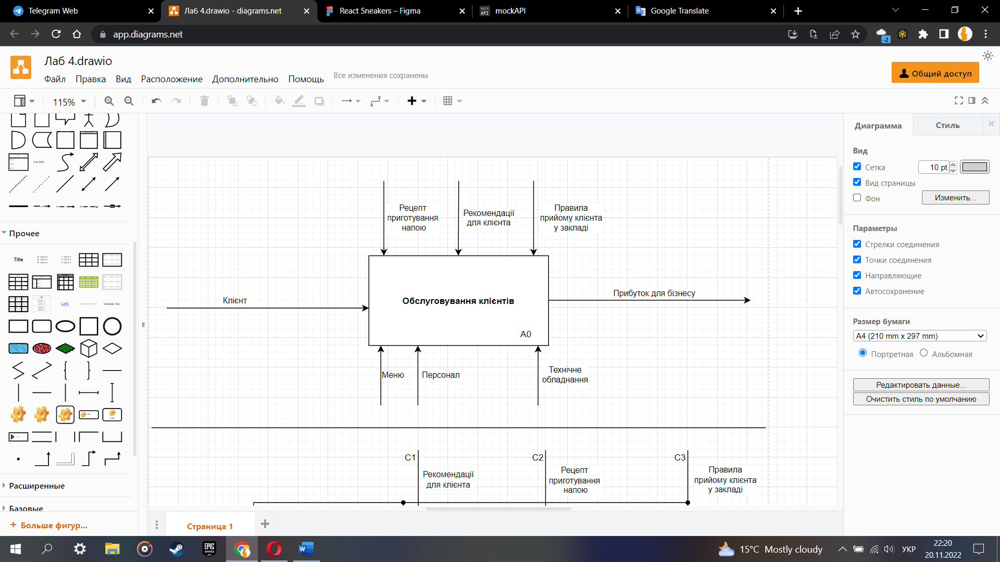 Telegram Web
Лаб 4.drawio - diagrams.net
React Sneakers – Figma
mockAPI
Google Translate
app.diagrams.net
-2
Лаб 4.drawio
Файл
Правка
Вид
Расположение
Дополнительно
Помощь
Все изменения сохранены
Общий доступ
115%
List Item
Прочее
Title
Link
Variable Text
Расширенные
Базовые
+ Больше фигур...
Рецепт
приготування
напою
Рекомендації
для клієнта
Правила
прийому клієнта
у закладі
Клієнт
Обслуговування клієнтів
A0
Прибуток для бізнесу
Меню
Персонал
Технічне
обладнання
C1
Рекомендації
для клієнта
C2
Рецепт
приготування
напою
C3
Правила
прийому клієнта
у закладі
Страница 1
Диаграмма
Стиль
Вид
Сетка
10 pt
Вид страницы
Фон
Изменить...
Параметры
Стрелки соединения
Точки соединения
Направляющие
Автосохранение
Размер бумаги
A4 (210 mm x 297 mm)
Портретная
Альбомная
Редактировать данные...
Очистить стиль по умолчанию
EPIC
GAMES
15°C Mostly cloudy
УКР
22:20
20.11.2022